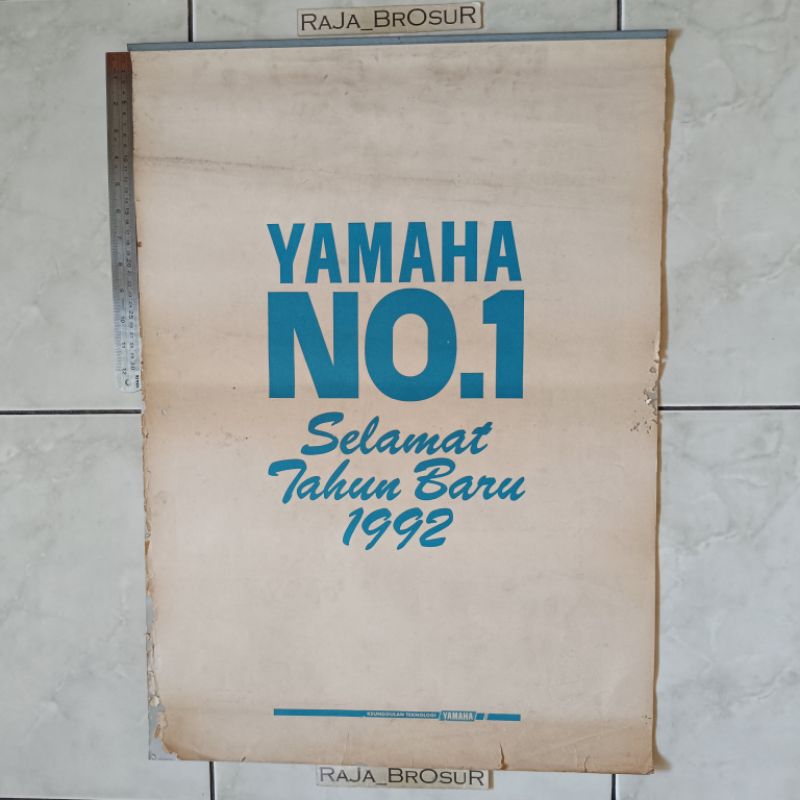 RAJA_BROSUR
YAMAHA
NO.1
Selamat
Tahun Baru
1992
KEUNGGULAN TEKNOLOGI YAMAHA
RAJA_BROSUR